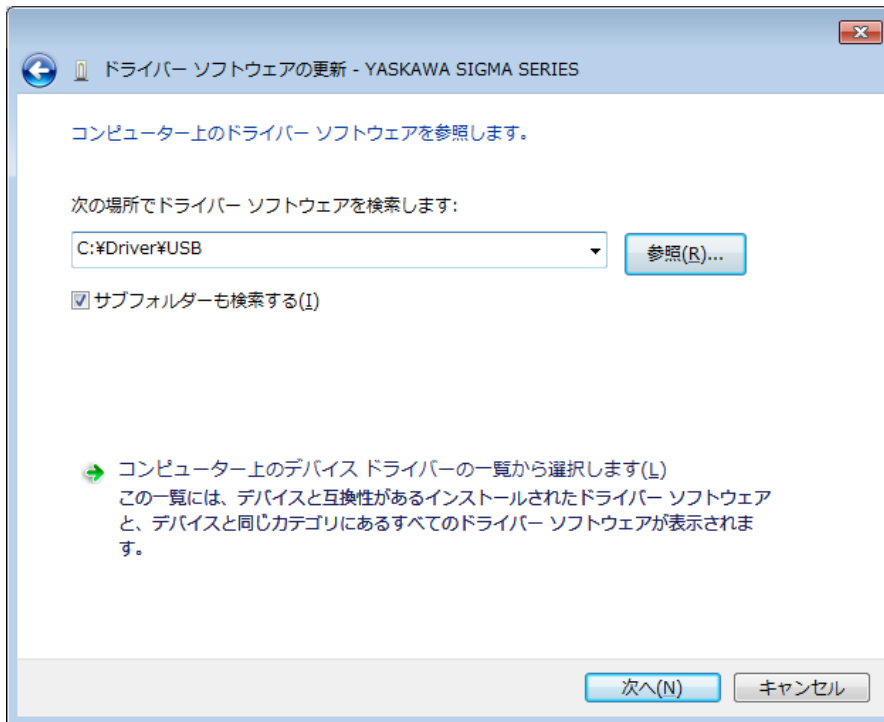 ドライバー ソフトウェアの更新 - YASKAWA SIGMA SERIES
コンピューター上のドライバー ソフトウェアを参照します。
次の場所でドライバー ソフトウェアを検索します:
C:¥Driver¥USB
参照(R)...
サブフォルダーも検索する(I)
コンピューター上のデバイス ドライバーの一覧から選択します(L)
この一覧には、デバイスと互換性があるインストールされたドライバー ソフトウェア
と、デバイスと同じカテゴリにあるすべてのドライバー ソフトウェアが表示されま
す。
次へ(N)
キャンセル